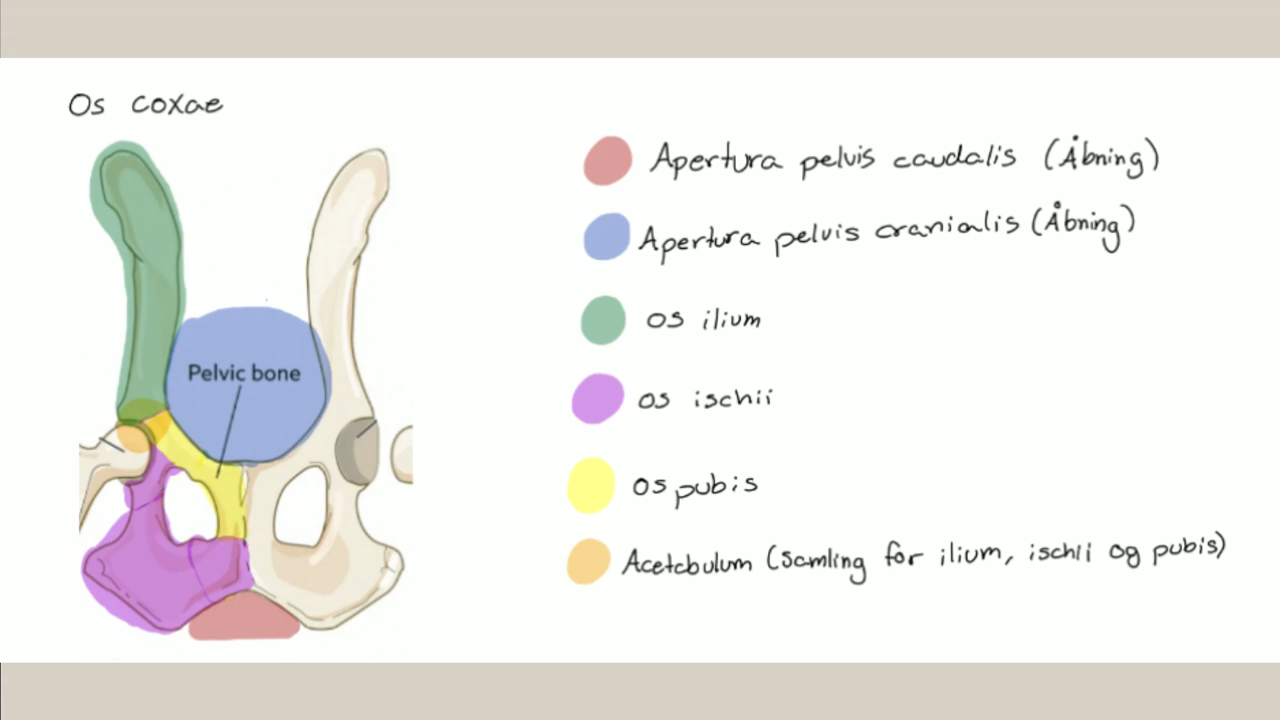 Os coxae
Apertura pelvis caudalis (Åbning)
Apertura pelvis cranialis (Åbning)
Pelvic bone
os ilium
os ischii
os pubis
Acetabulum (samling for ilium, ischii og pubis)